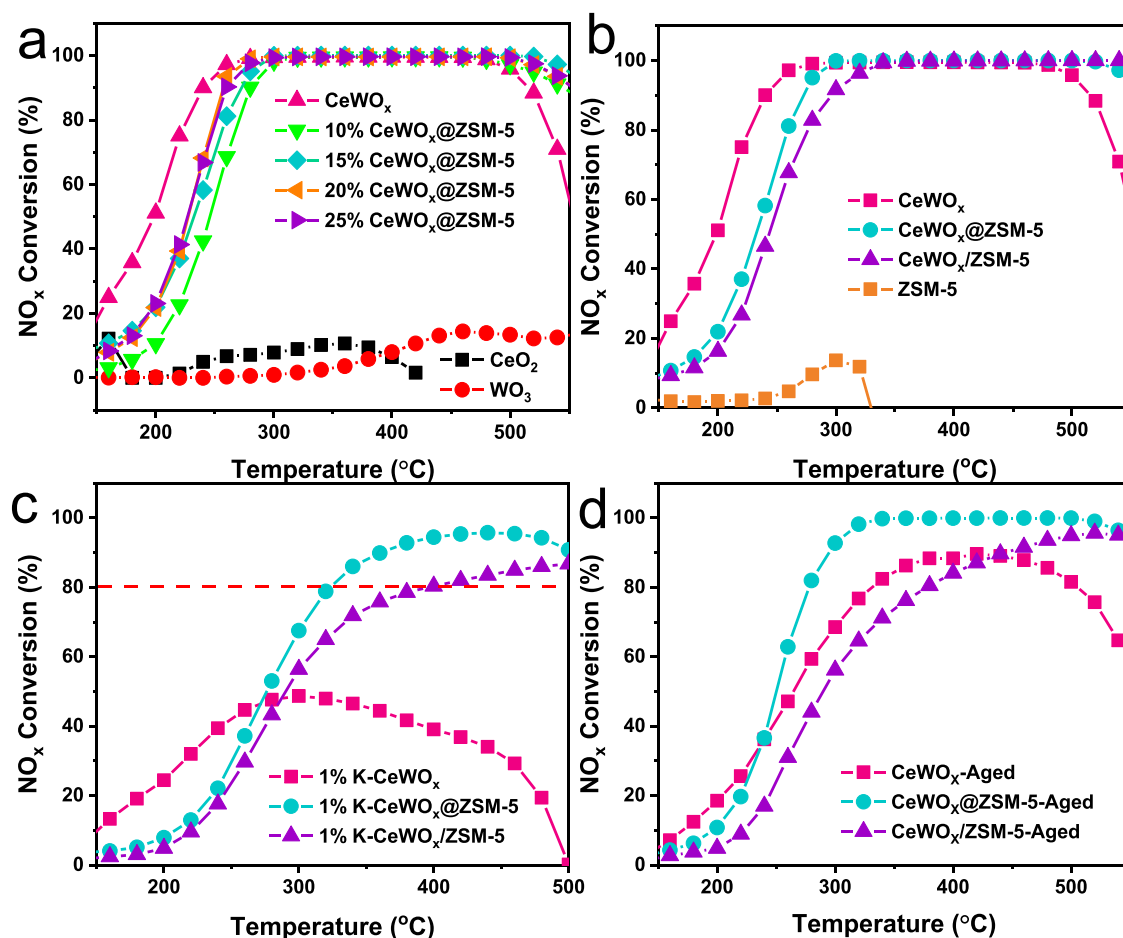 a
NOx Conversion (%)
100
80
60
40
20
0
200
300
400
500
Temperature (°C)
CeWOx
10% CeWOx@ZSM-5
15% CeWOx@ZSM-5
20% CeWOx@ZSM-5
25% CeWOx@ZSM-5
CeO2
WO3
b
NOx Conversion (%)
100
80
60
40
20
0
200
300
400
500
Temperature (oC)
CeWOx
CeWOx@ZSM-5
CeWOx/ZSM-5
ZSM-5
c
NOx Conversion (%)
100
80
60
40
20
0
200
300
400
500
Temperature (oC)
1% K-CeWOx
1% K-CeWOx@ZSM-5
1% K-CeWOx/ZSM-5
d
NOx Conversion (%)
100
80
60
40
20
0
200
300
400
500
Temperature (°C)
CeWOX-Aged
CeWOX@ZSM-5-Aged
CeWOX/ZSM-5-Aged